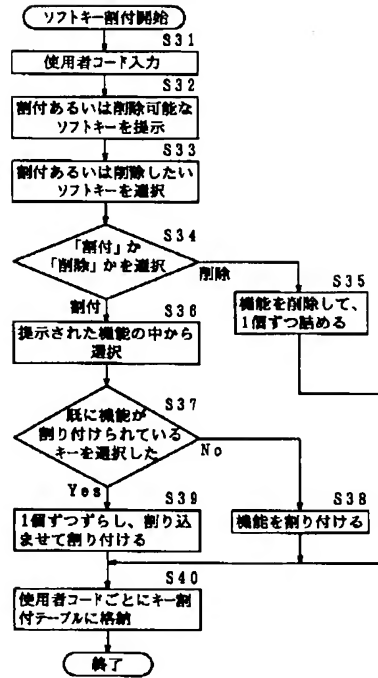 ソフトキー割付開始
S31
使用者コード入力
S32
割付あるいは削除可能な
ソフトキーを提示
S33
割付あるいは削除したい
ソフトキーを選択
S34
「割付」か
「削除」かを選択
削除
割付
S35
機能を削除して、
1個ずつ詰める
S36
提示された機能の中から
選択
S37
既に機能が
割り付けられている
キーを選択した
No
Yes
S38
機能を割り付ける
S39
1個ずつずらし、割り込
ませて割り付ける
S40
使用者コードごとにキー割
付テーブルに格納
終了